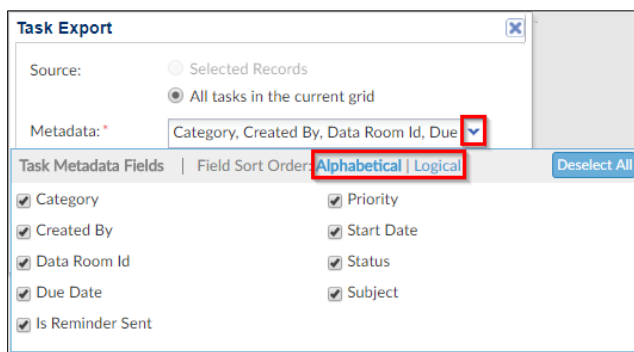 Task Export
Source:
Selected Records
All tasks in the current grid
Metadata:* Category, Created By, Data Room Id, Due
Task Metadata Fields | Field Sort Order: Alphabetical | Logical Deselect All
Category Priority
Created By Start Date
Data Room Id Status
Due Date Subject
Is Reminder Sent